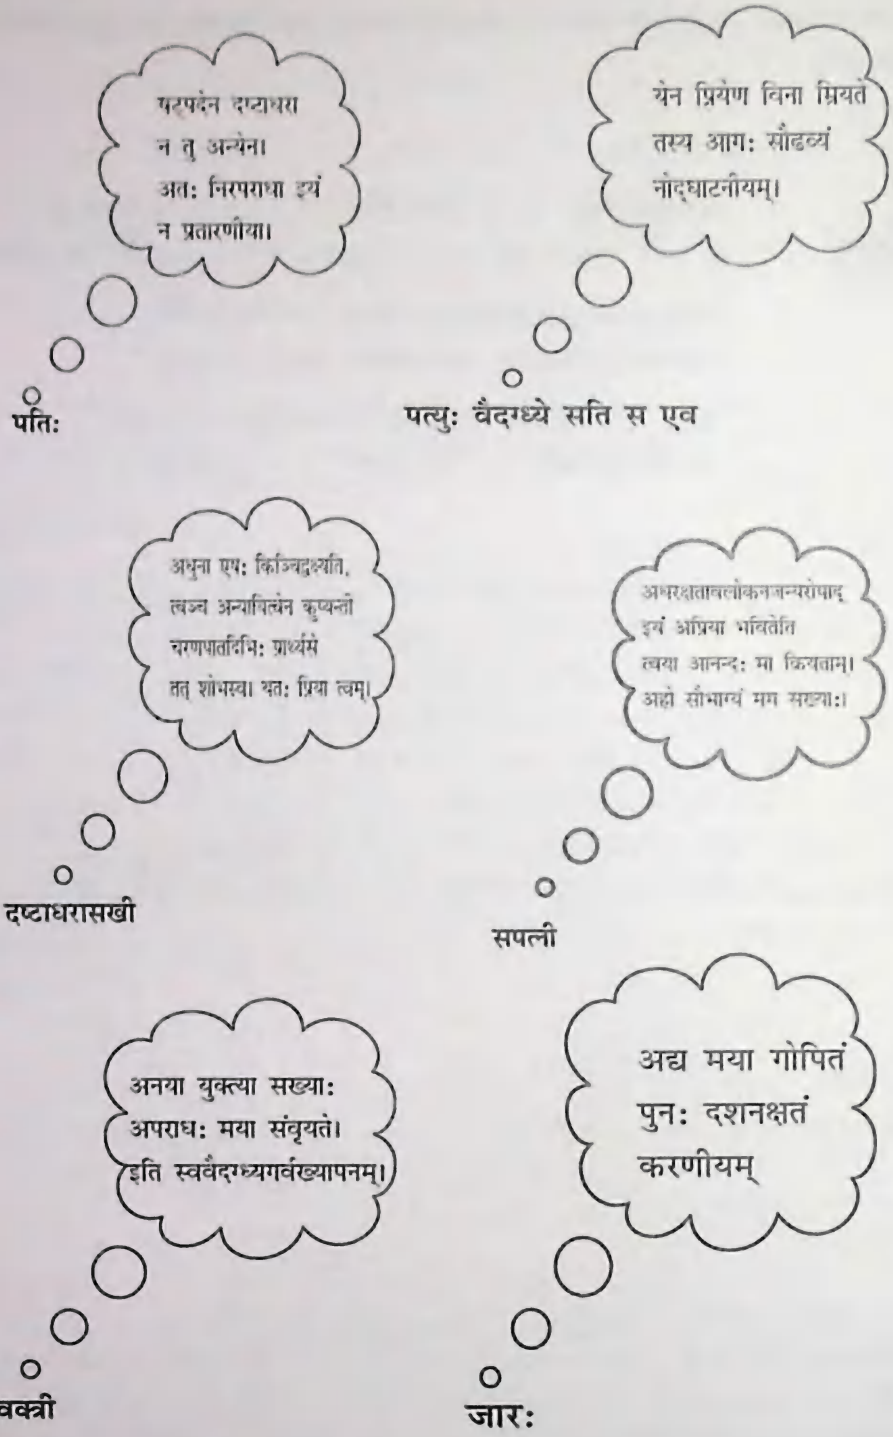 षट्पदेन दष्टाधरा
न तु अन्येन।
अतः निरपराधा इयं
न प्रतारणीया।
पतिः
येन प्रियेण विना म्रियते
तस्य आगः सौढव्यं
नोद्घाटनीयम्।
पत्युः वैदग्ध्ये सति स एव
अधुना एषः किञ्चिद्वक्ष्यति,
त्वञ्च कुप्यन्ती
चरणपातदिभिः प्रार्थ्यसे
तत् शोभस्व। यतः प्रिया त्वम्।
दष्टाधरासखी
अधरक्षतावलोकनजन्यरोषाद्
इयं अप्रिया भवितेति
त्वया आनन्दः मा कियताम्।
अहो सौभाग्यं मम सख्याः।
सपत्नी
अनया युक्त्या सख्याः
अपराधः मया संवृयते।
इति स्ववैदग्ध्यगर्वख्यापनम्।
वक्त्री
अद्य मया गोपितं
पुनः दशनक्षतं
करणीयम्
जारः